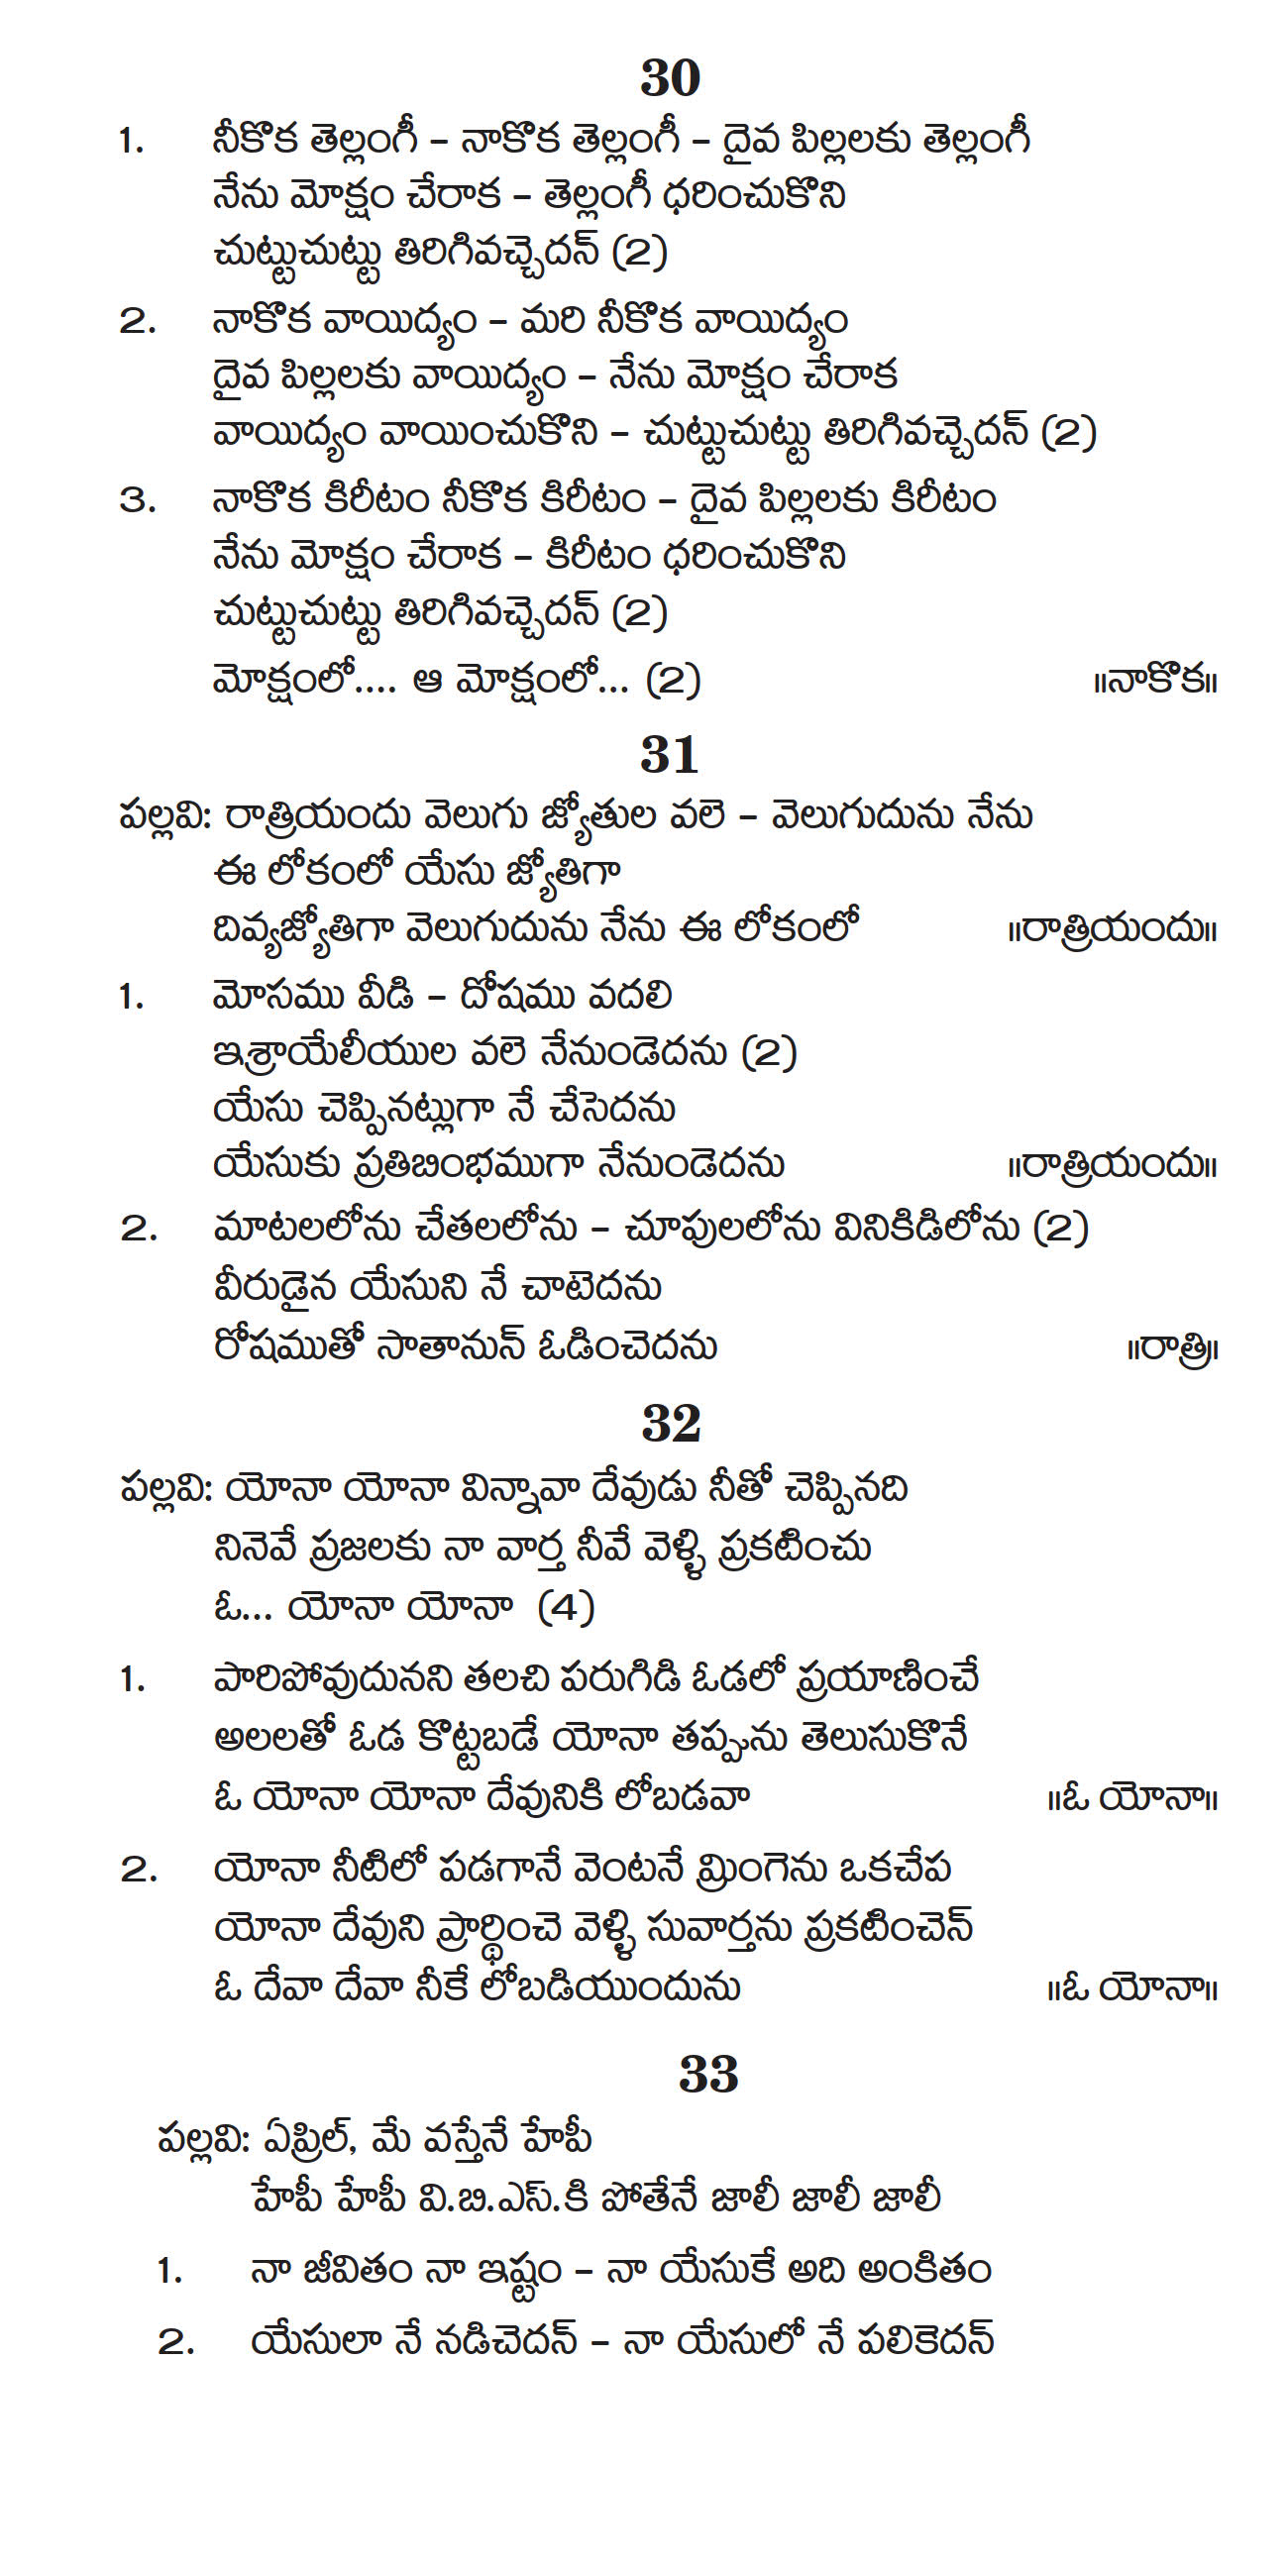 30
1. నీకొక తెల్లంగీ – నాకొక తెల్లంగీ – దైవ పిల్లలకు తెల్లంగీ
నేను మోక్షం చేరాక – తెల్లంగీ ధరించుకొని
చుట్టుచుట్టు తిరిగివచ్చెదన్ (2)
2. నాకొక వాయిద్యం – మరి నీకొక వాయిద్యం
దైవ పిల్లలకు వాయిద్యం – నేను మోక్షం చేరాక
వాయిద్యం వాయించుకొని – చుట్టుచుట్టు తిరిగివచ్చెదన్ (2)
3. నాకొక కిరీటం నీకొక కిరీటం – దైవ పిల్లలకు కిరీటం
నేను మోక్షం చేరాక – కిరీటం ధరించుకొని
చుట్టుచుట్టు తిరిగివచ్చెదన్ (2)
మోక్షంలో.... ఆ మోక్షంలో... (2) ॥నాకొక॥
31
పల్లవి: రాత్రియందు వెలుగు జ్యోతుల వలె – వెలుగుదును నేను
ఈ లోకంలో యేసు జ్యోతిగా
దివ్యజ్యోతిగా వెలుగుదును నేను ఈ లోకంలో ॥రాత్రియందు॥
1. మోసము వీడి – దోషము వదలి
ఇశ్రాయేలీయుల వలె నేనుండెదను (2)
యేసు చెప్పినట్లుగా నే చేసెదను
యేసుకు ప్రతిబింభముగా నేనుండెదను ॥రాత్రియందు॥
2. మాటలలోను చేతలలోను – చూపులలోను వినికిడిలోను (2)
వీరుడైన యేసుని నే చాటెదను
రోషముతో సాతానున్ ఓడించెదను ॥రాత్రి॥
32
పల్లవి: యోనా యోనా విన్నావా దేవుడు నీతో చెప్పినది
నినెవే ప్రజలకు నా వార్త నీవే వెళ్ళి ప్రకటించు
ఓ... యోనా యోనా (4)
1. పారిపోవుదునని తలచి పరుగిడి ఓడలో ప్రయాణించే
అలలతో ఓడ కొట్టబడే యోనా తప్పును తెలుసుకొనే
ఓ యోనా యోనా దేవునికి లోబడవా ॥ఓ యోనా॥
2. యోనా నీటిలో పడగానే వెంటనే మ్రింగెను ఒకచేప
యోనా దేవుని ప్రార్థించె వెళ్ళి సువార్తను ప్రకటించెన్
ఓ దేవా దేవా నీకే లోబడియుందును ॥ఓ యోనా॥
33
పల్లవి: ఏప్రిల్, మే వస్తేనే హేపీ
హేపీ హేపీ వి.బి.ఎస్.కి పోతేనే జాలీ జాలీ జాలీ
1. నా జీవితం నా ఇష్టం – నా యేసుకే అది అంకితం
2. యేసులా నే నడిచెదన్ – నా యేసులో నే పలికెదన్